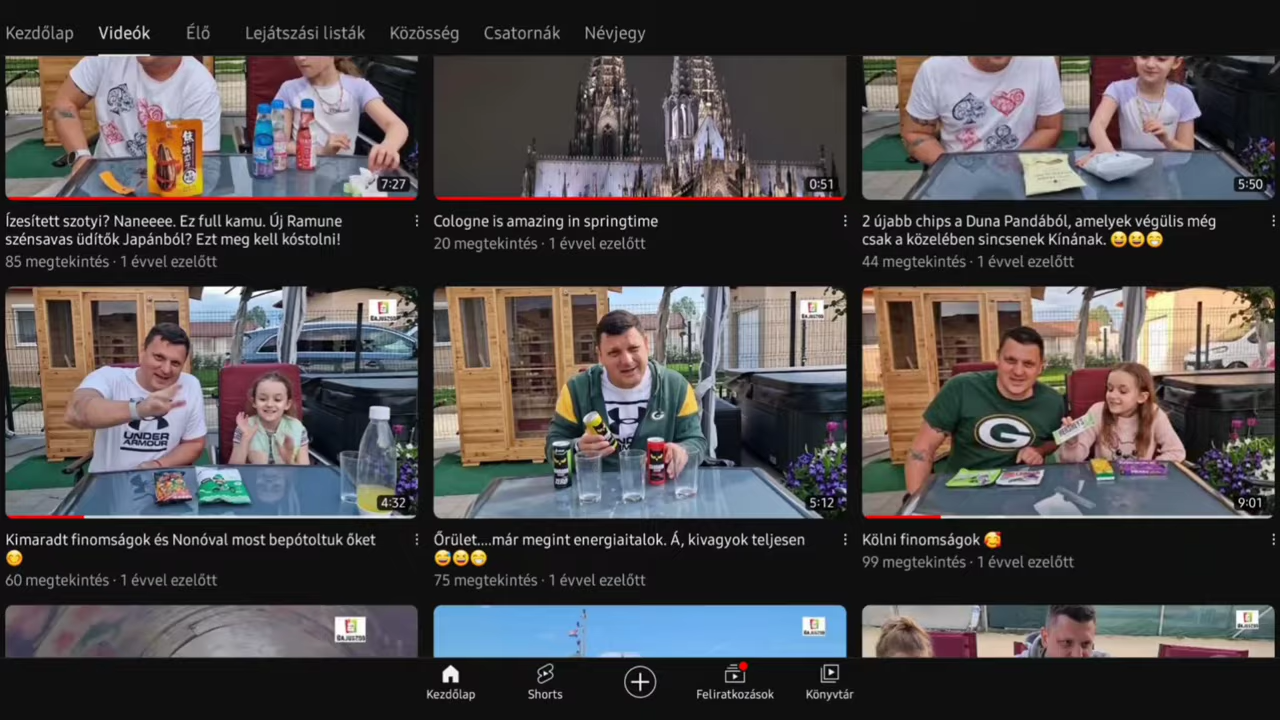 Kezdőlap Videók Élő Lejátszási listák Közösség Csatornák Névjegy
7:27
0:51
5:50
Ízesített szotyi? Naneeee. Ez full kamu. Új Ramune
szénsavas üdítők Japánból? Ezt meg kell kóstolni!
85 megtekintés · 1 évvel ezelőtt
Cologne is amazing in springtime
20 megtekintés · 1 évvel ezelőtt
2 újabb chips a Duna Pandából, amelyek végülis még
csak a közelében sincsenek Kínának. 😆😆😁
44 megtekintés · 1 évvel ezelőtt
UNDER
ARMOUR
4:32
5:12
G
9:01
Kimaradt finomságok és Nonóval most bepótoltuk őket
😋
60 megtekintés · 1 évvel ezelőtt
Őrület....már megint energiaitalok. Á, kivagyok teljesen
😅😆😁
75 megtekintés · 1 évvel ezelőtt
Kölni finomságok 🥰
99 megtekintés · 1 évvel ezelőtt
Kezdőlap Shorts Feliratkozások Könyvtár